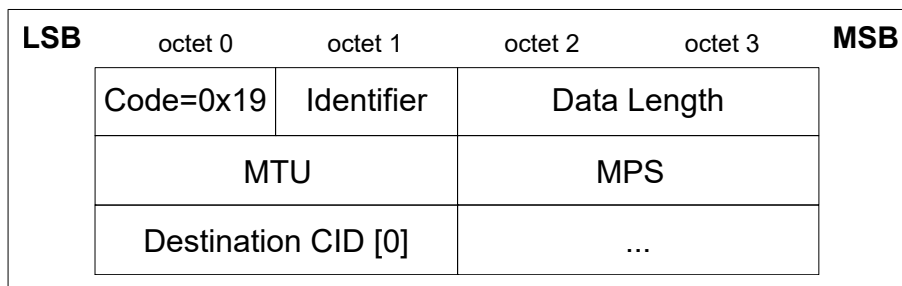 LSB octet 0 octet 1 octet 2 octet 3 MSB
Code=0x19 Identifier Data Length
MTU MPS
Destination CID [0] ...